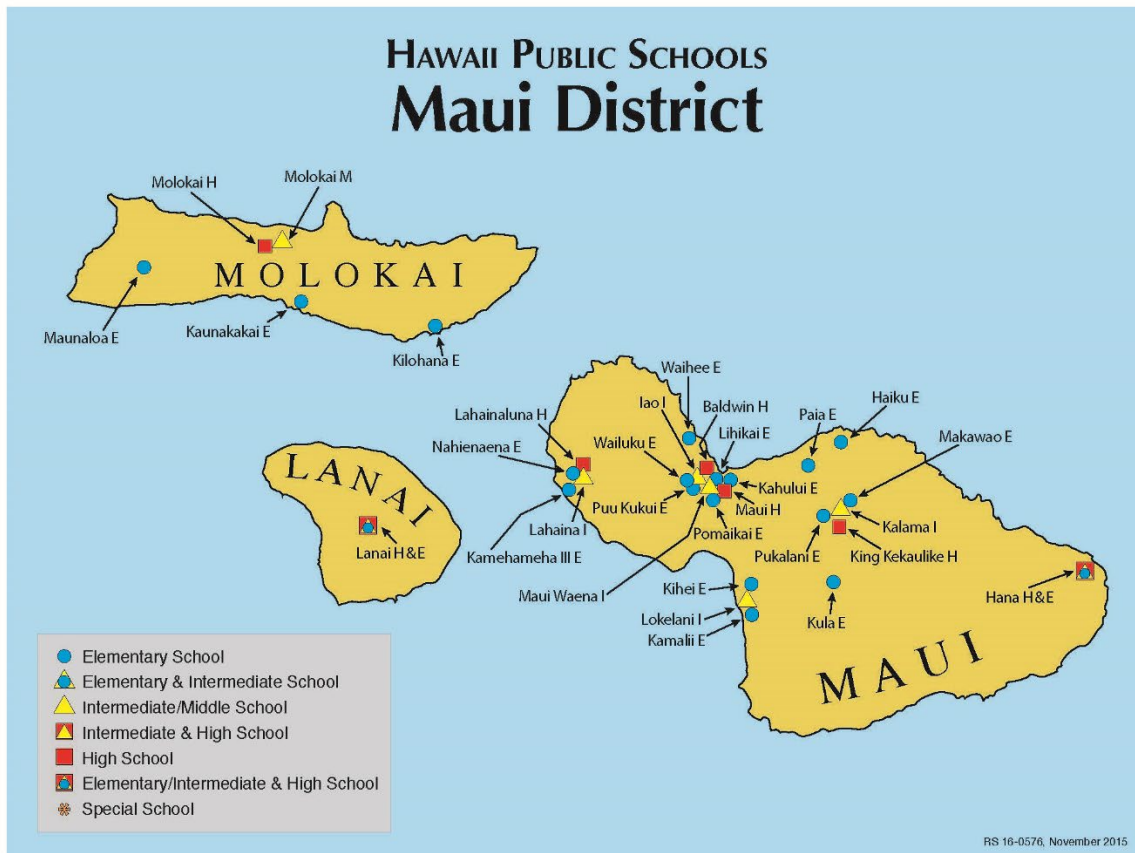 HAWAII PUBLIC SCHOOLS
Maui District
Molokai H
Molokai M
MOLOKAI
Maunaloa E
Kaunakakai E
Kilohana E
Waihee E
Iao I
Baldwin H
Haiku E
Lahainaluna H
Lihikai E
Paia E
Makawao E
Nahienaena E
Wailuku E
LANAI
Kahului E
Puu Kukui E
Maui H
Lahaina I
Pomaikai E
Kalama I
Lanai H & E
Kamehameha III E
Pukalani E
King Kekaulike H
Maui Waena I
Kihei E
Hana H & E
Lokelani I
Kula E
Kamalii E
MAUI
Elementary School
Elementary & Intermediate School
Intermediate/Middle School
Intermediate & High School
High School
Elementary/Intermediate & High School
Special School
RS 16-0576, November 2015